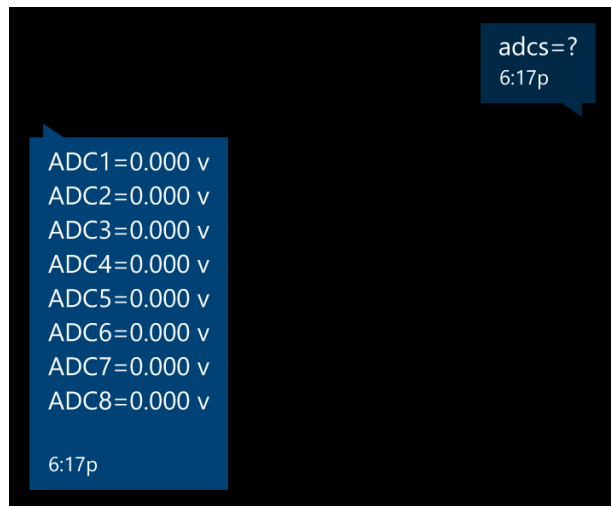 adcs=?
6:17p
ADC1=0.000 v
ADC2=0.000 v
ADC3=0.000 v
ADC4=0.000 v
ADC5=0.000 v
ADC6=0.000 v
ADC7=0.000 v
ADC8=0.000 v
6:17p